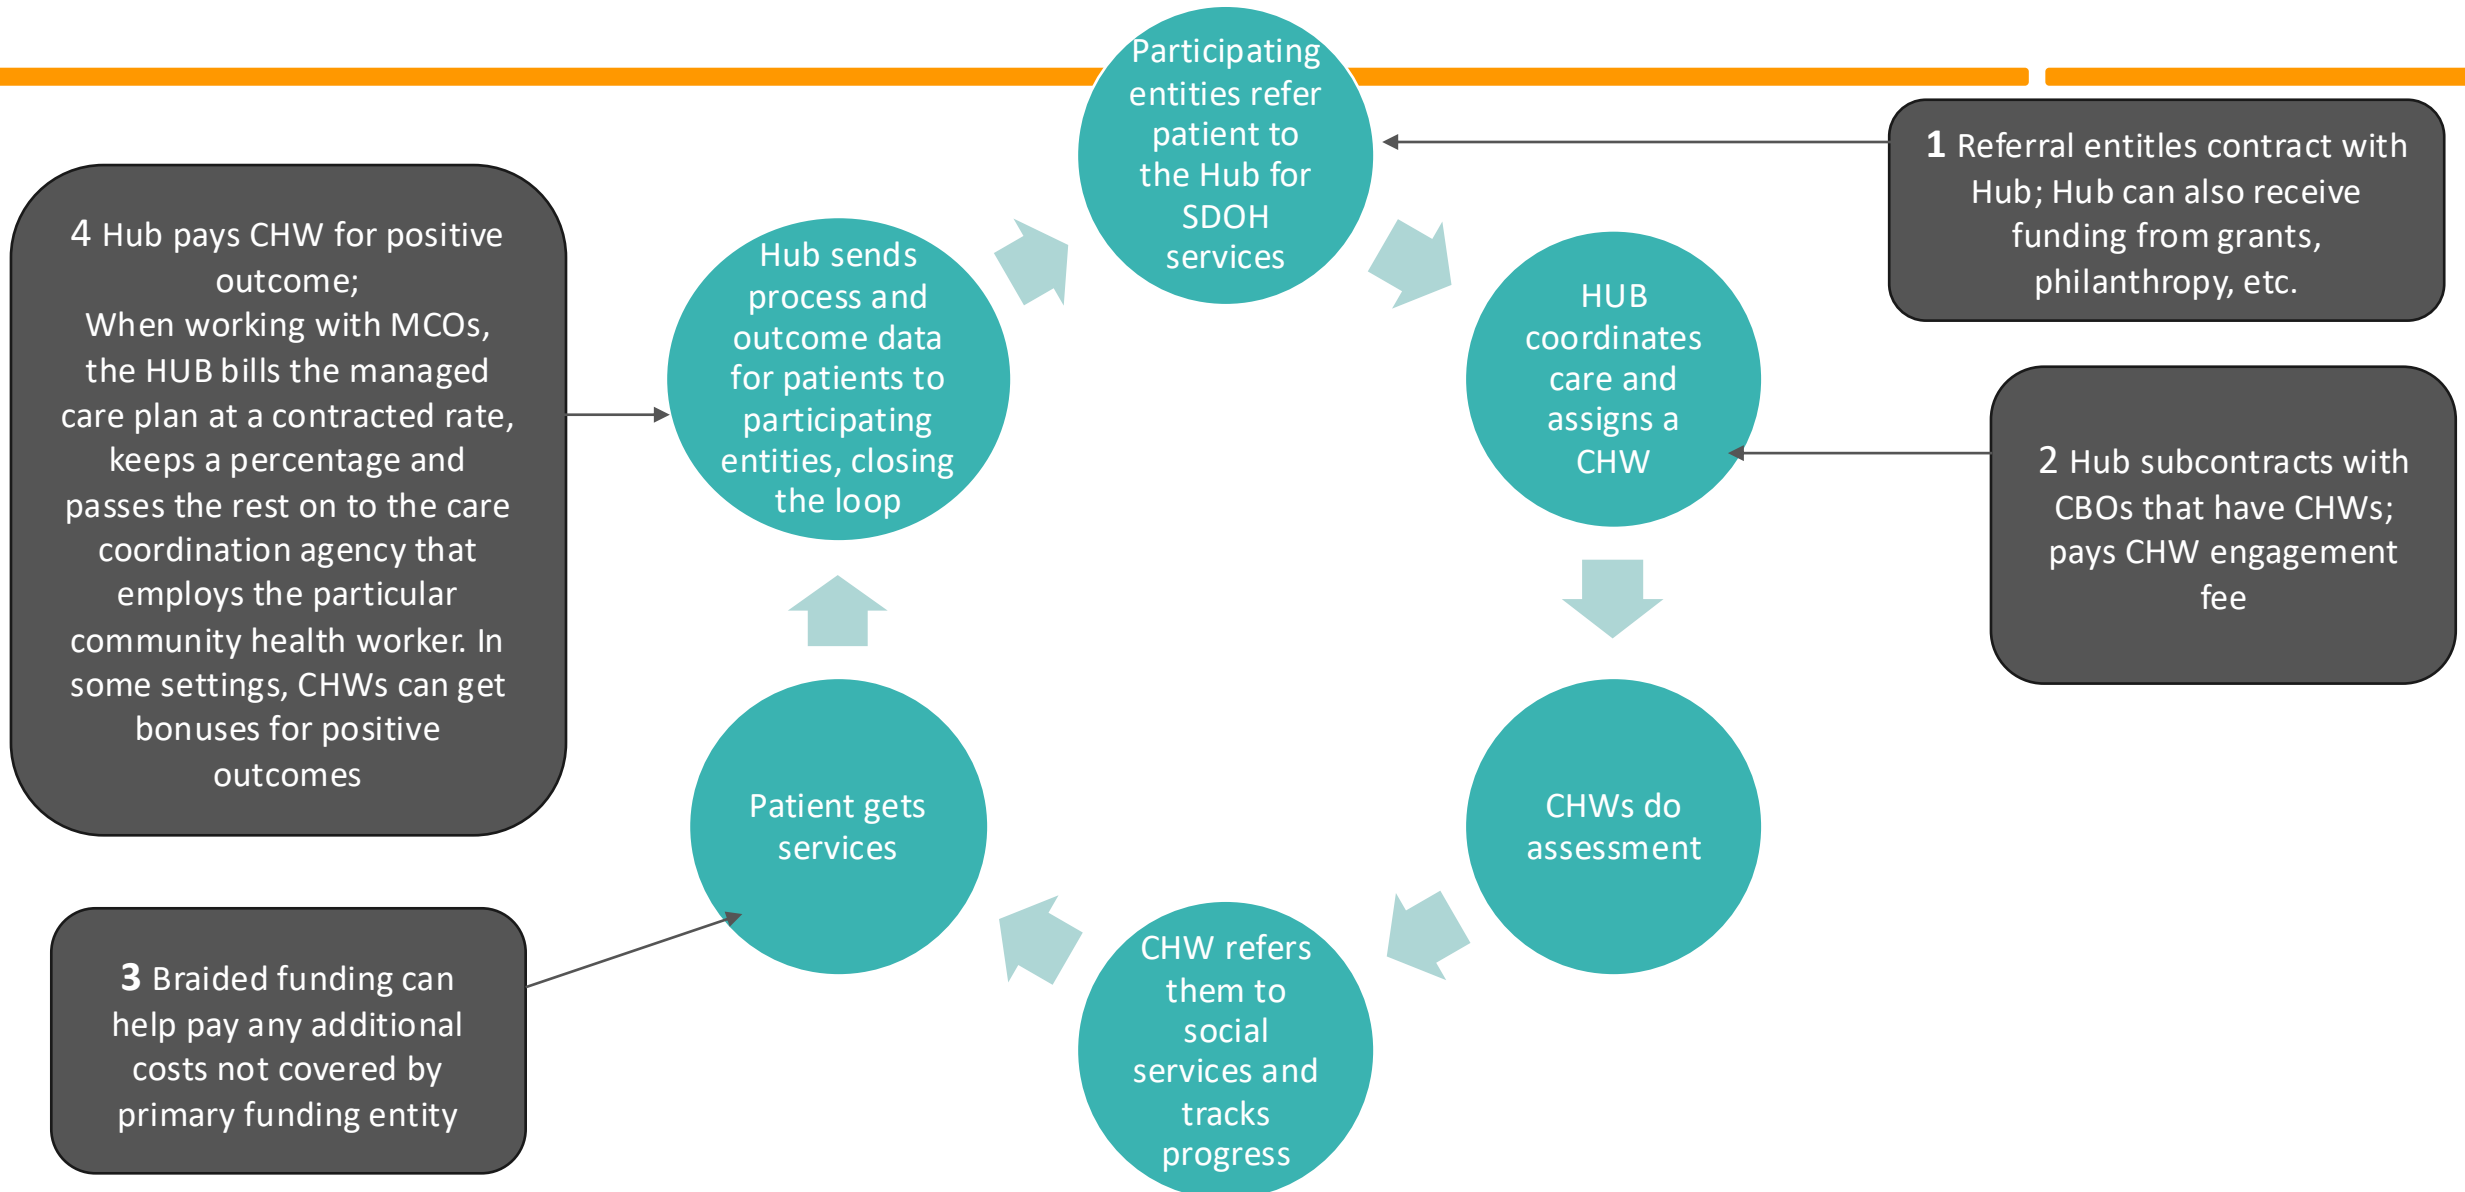 Participating
entities refer
patient to
the Hub for
SDOH
services
1 Referral entitles contract with
Hub; Hub can also receive
funding from grants,
philanthropy, etc.
HUB
coordinates
care and
assigns a
CHW
2 Hub subcontracts with
CBOs that have CHWs;
pays CHW engagement
fee
CHWs do
assessment
CHW refers
them to
social
services and
tracks
progress
Patient gets
services
3 Braided funding can
help pay any additional
costs not covered by
primary funding entity
Hub sends
process and
outcome data
for patients to
participating
entities, closing
the loop
4 Hub pays CHW for positive
outcome;
When working with MCOs,
the HUB bills the managed
care plan at a contracted rate,
keeps a percentage and
passes the rest on to the care
coordination agency that
employs the particular
community health worker. In
some settings, CHWs can get
bonuses for positive
outcomes